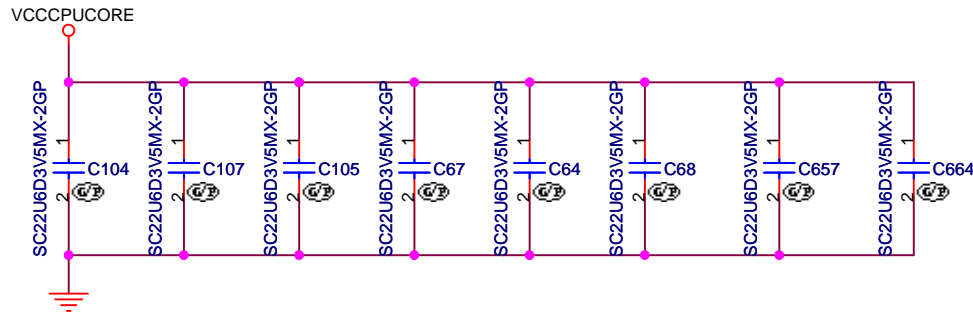 VCCCPUCORE
SC22U6D3V5MX-2GP
1
2
C104
G/P
SC22U6D3V5MX-2GP
1
2
C107
G/P
SC22U6D3V5MX-2GP
1
2
C105
G/P
SC22U6D3V5MX-2GP
1
2
C67
G/P
SC22U6D3V5MX-2GP
1
2
C64
G/P
SC22U6D3V5MX-2GP
1
2
C68
G/P
SC22U6D3V5MX-2GP
1
2
C657
G/P
SC22U6D3V5MX-2GP
1
2
C664
G/P